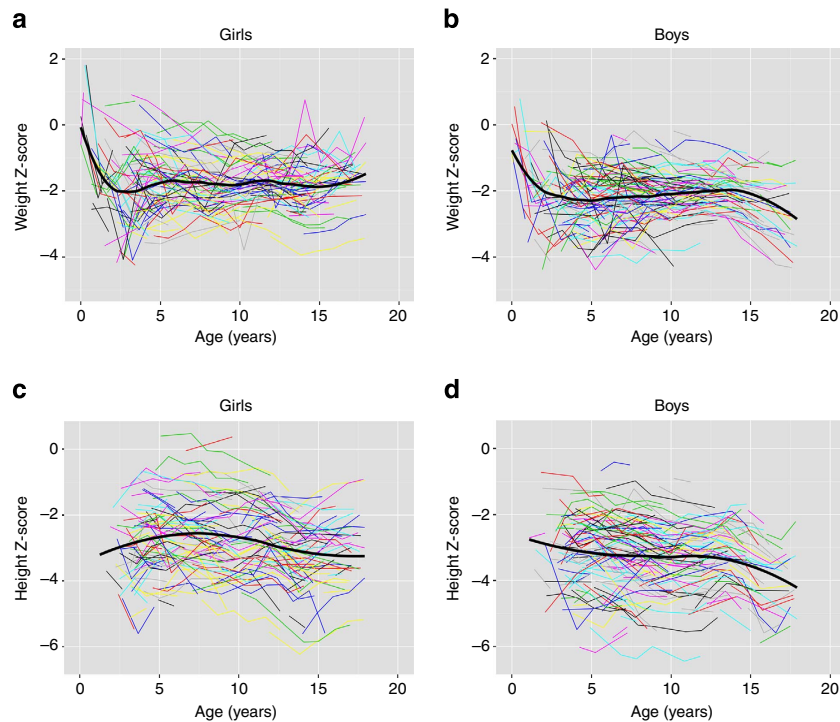 a
Girls
Weight Z-score
2
0
–2
–4
0 5 10 15 20
Age (years)
b
Boys
Weight Z-score
2
0
–2
–4
0 5 10 15 20
Age (years)
c
Girls
Height Z-score
0
–2
–4
–6
0 5 10 15 20
Age (years)
d
Boys
Height Z-score
0
–2
–4
–6
0 5 10 15 20
Age (years)